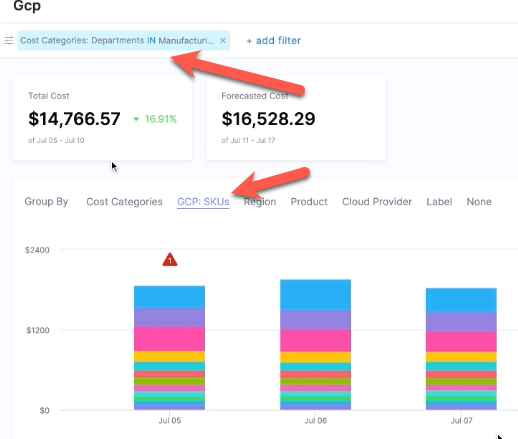 Gcp
Cost Categories: Departments IN Manufacturi... ×
+ add filter
Total Cost
$14,766.57
16.91%
of Jul 05 - Jul 10
Forecasted Cost
$16,528.29
of Jul 11 - Jul 17
Group By Cost Categories GCP: SKUs Region Product Cloud Provider Label None
$2400
1
$1200
$0
Jul 05 Jul 06 Jul 07